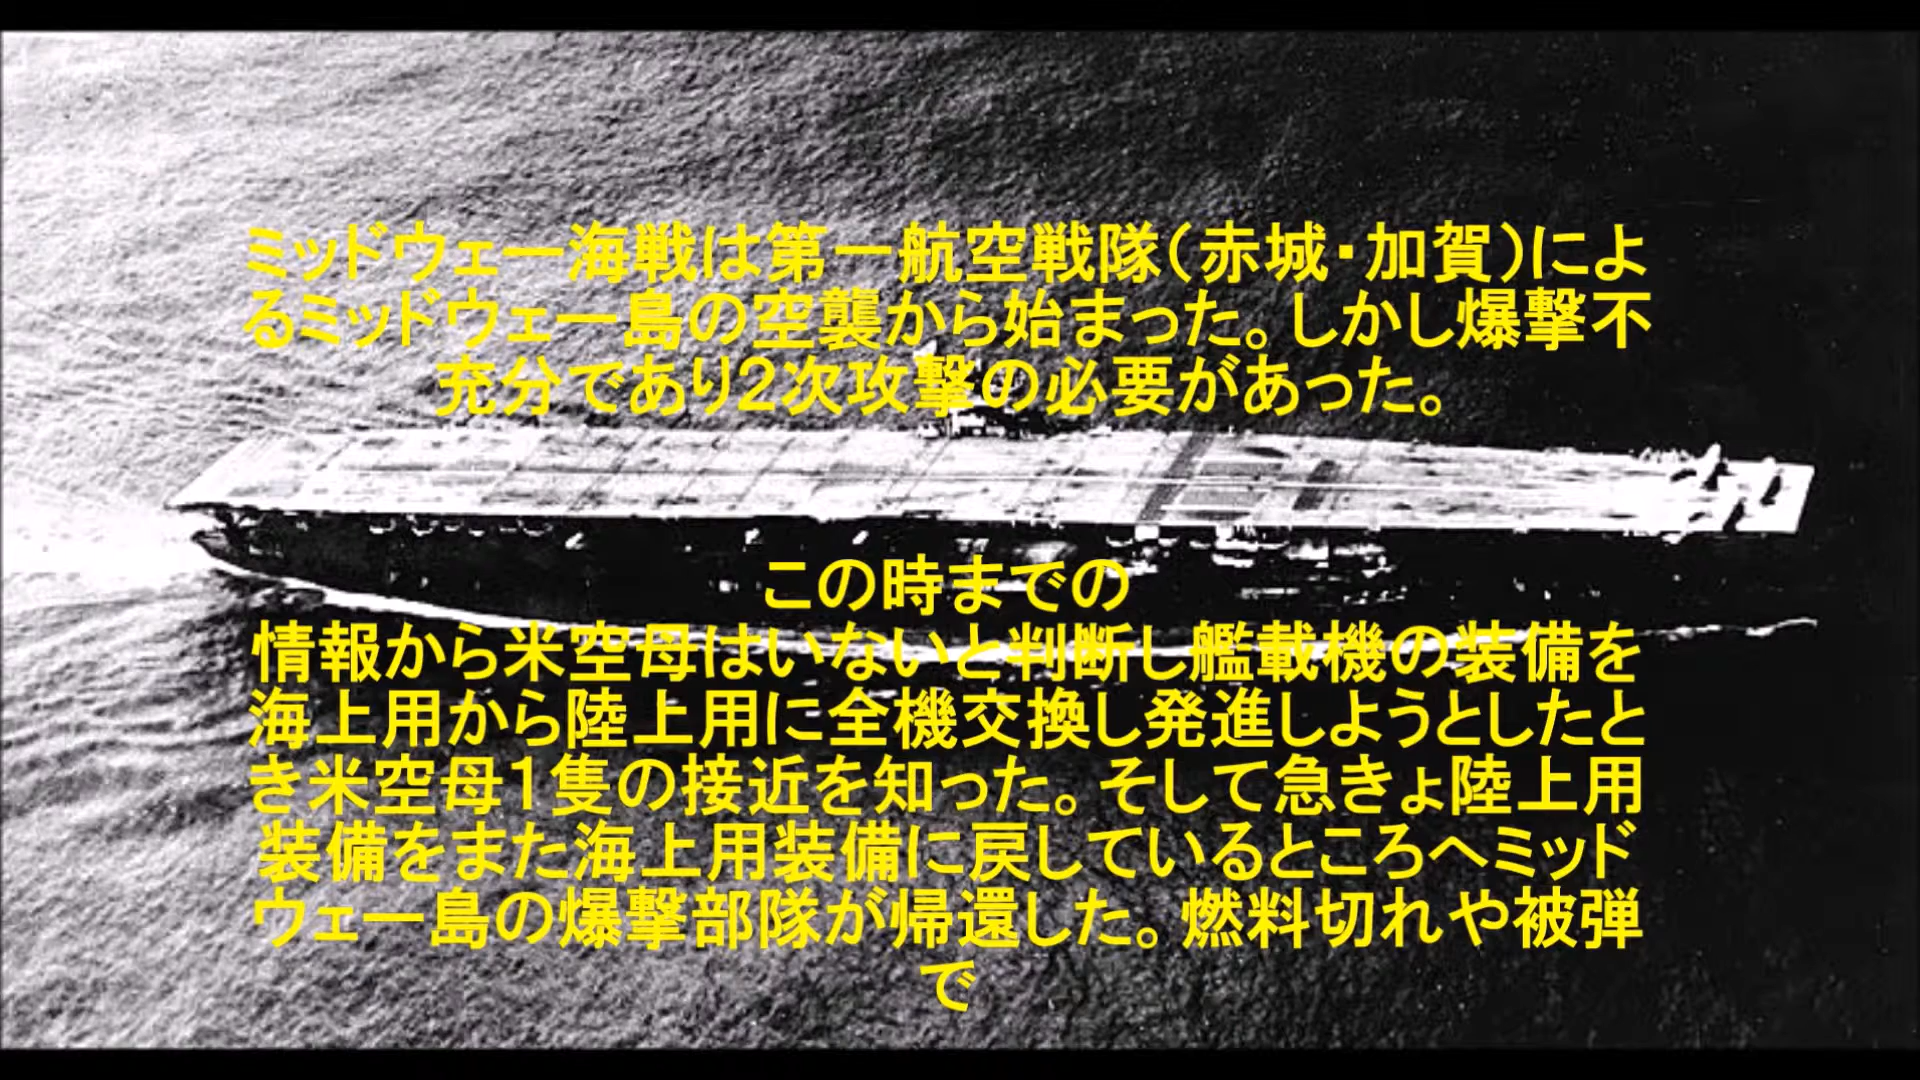 ミッドウェー海戦は第一航空戦隊（赤城・加賀）によ
るミッドウェー島の空襲から始まった。しかし爆撃不
充分であり2次攻撃の必要があった。
この時までの
情報から米空母はいないと判断し艦載機の装備を
海上用から陸上用に全機交換し発進しようとしたと
き米空母1隻の接近を知った。そして急きょ陸上用
装備をまた海上用装備に戻しているところへミッド
ウェー島の爆撃部隊が帰還した。燃料切れや被弾
で